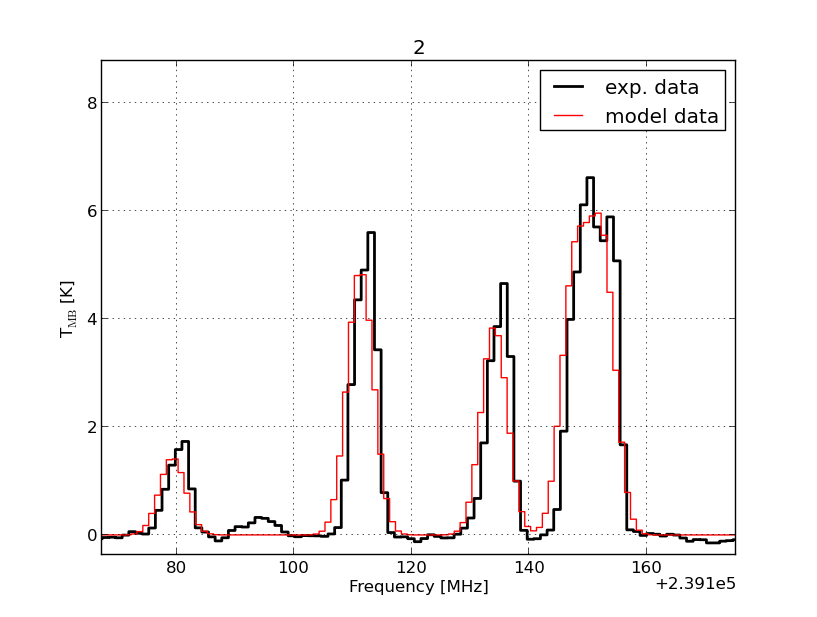 2
exp. data
model data
8
6
4
2
0
T_MB [K]
80
100
120
140
160
Frequency [MHz]
+2.391e5